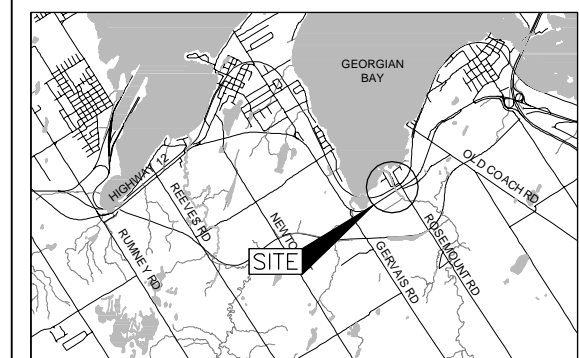 GEORGIAN
BAY
HIGHWAY 12
OLD COACH RD
REEVES RD
ROSEMOUNT RD
RUMNEY RD
SITE
GERVAIS RD